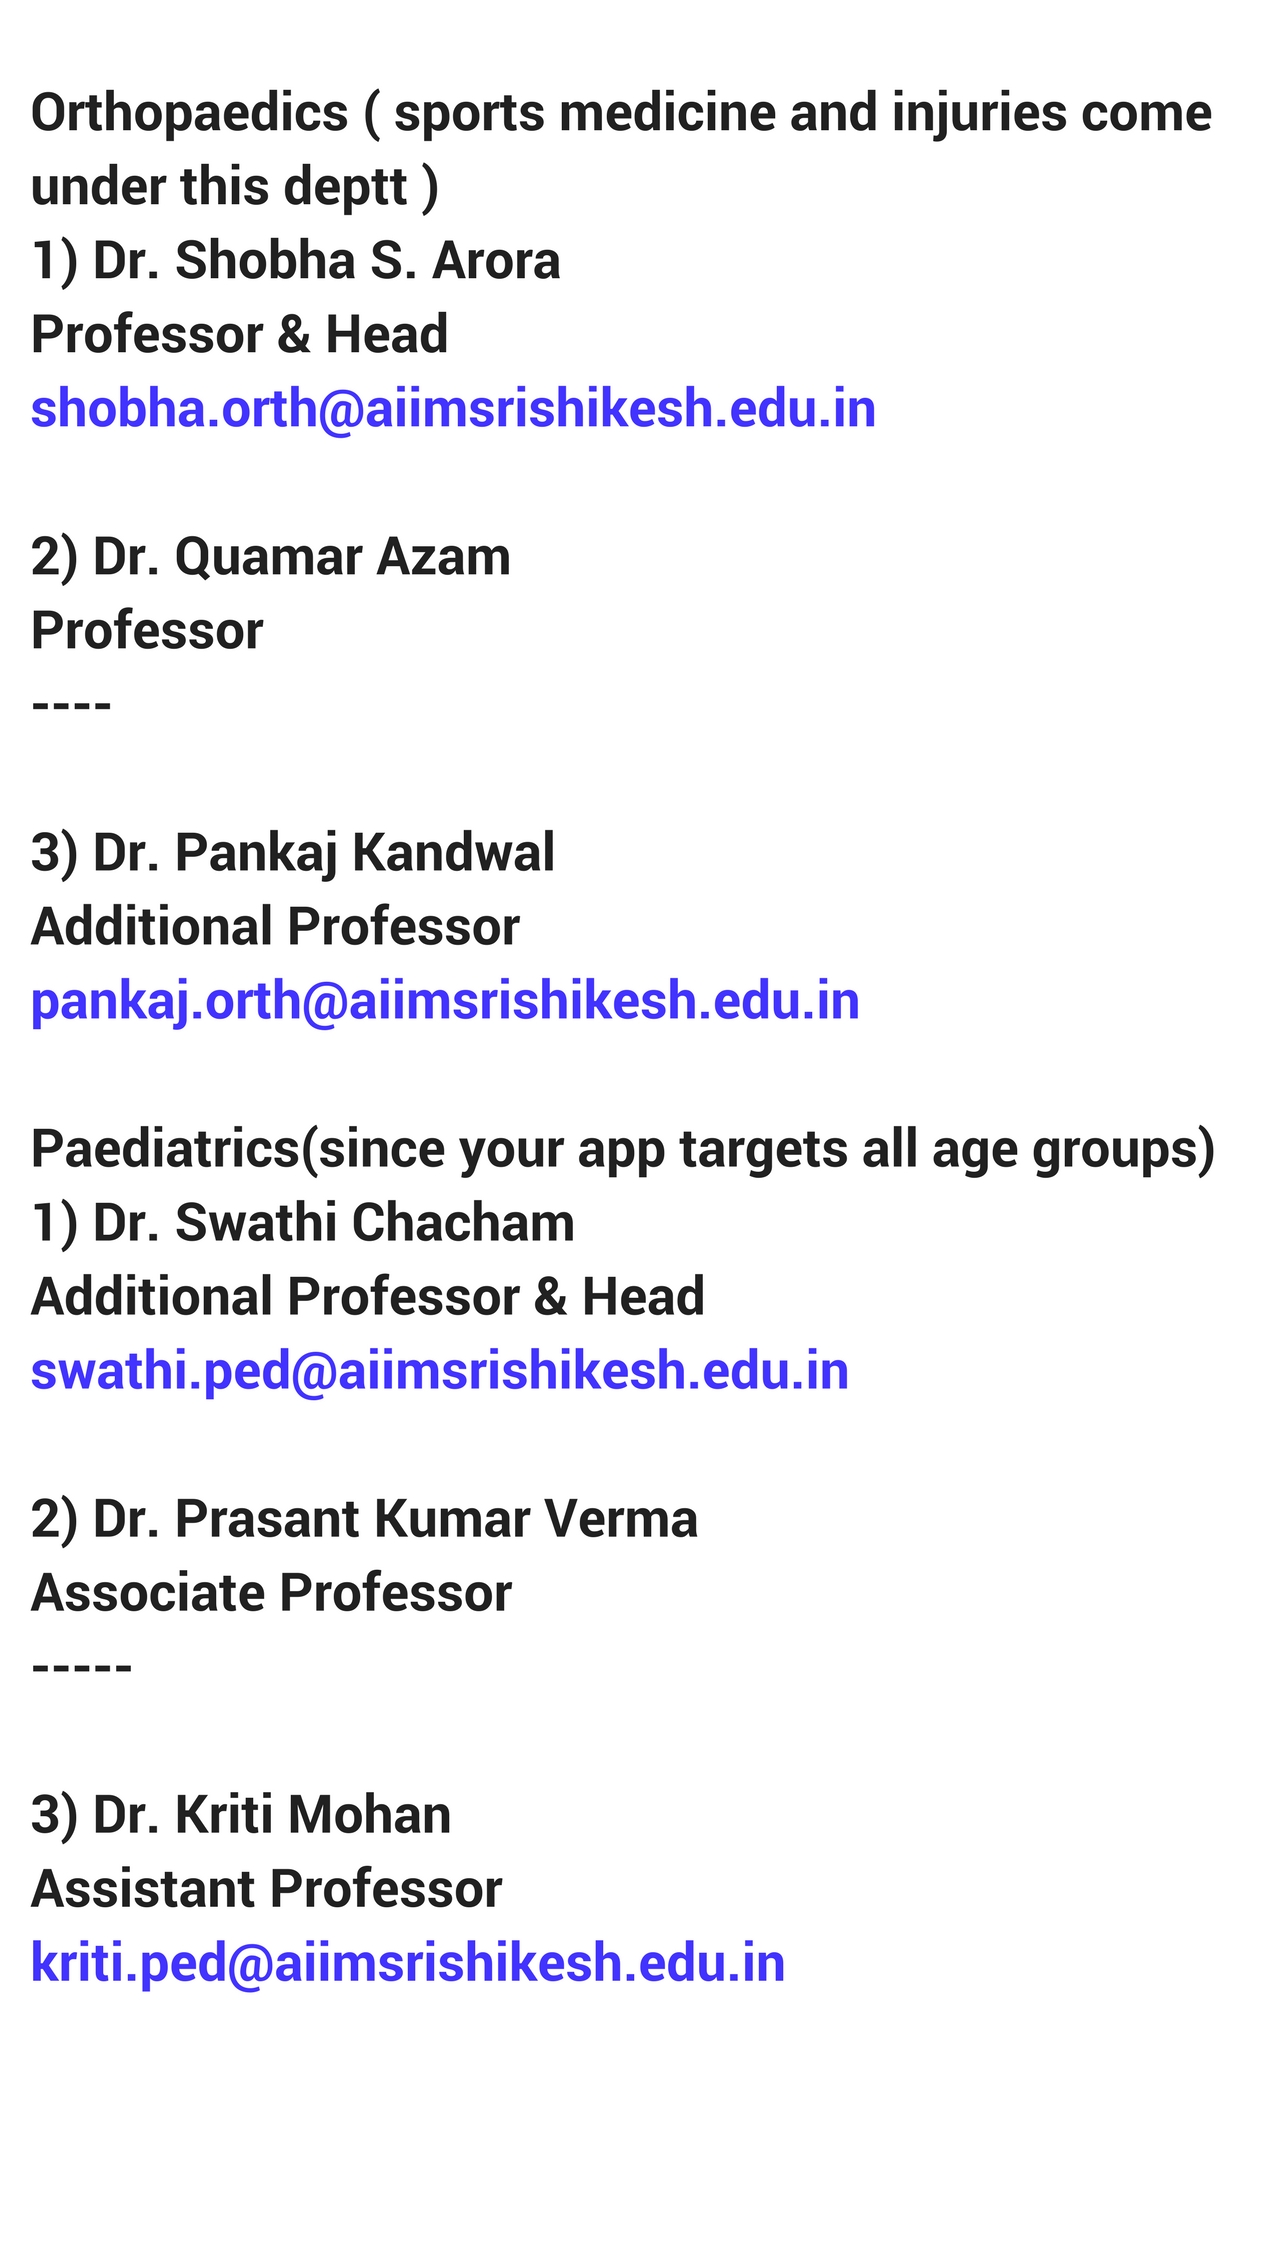 Orthopaedics ( sports medicine and injuries come
under this deptt )
1) Dr. Shobha S. Arora
Professor & Head
shobha.orth@aiimsrishikesh.edu.in
2) Dr. Quamar Azam
Professor
----
3) Dr. Pankaj Kandwal
Additional Professor
pankaj.orth@aiimsrishikesh.edu.in
Paediatrics(since your app targets all age groups)
1) Dr. Swathi Chacham
Additional Professor & Head
swathi.ped@aiimsrishikesh.edu.in
2) Dr. Prasant Kumar Verma
Associate Professor
-----
3) Dr. Kriti Mohan
Assistant Professor
kriti.ped@aiimsrishikesh.edu.in